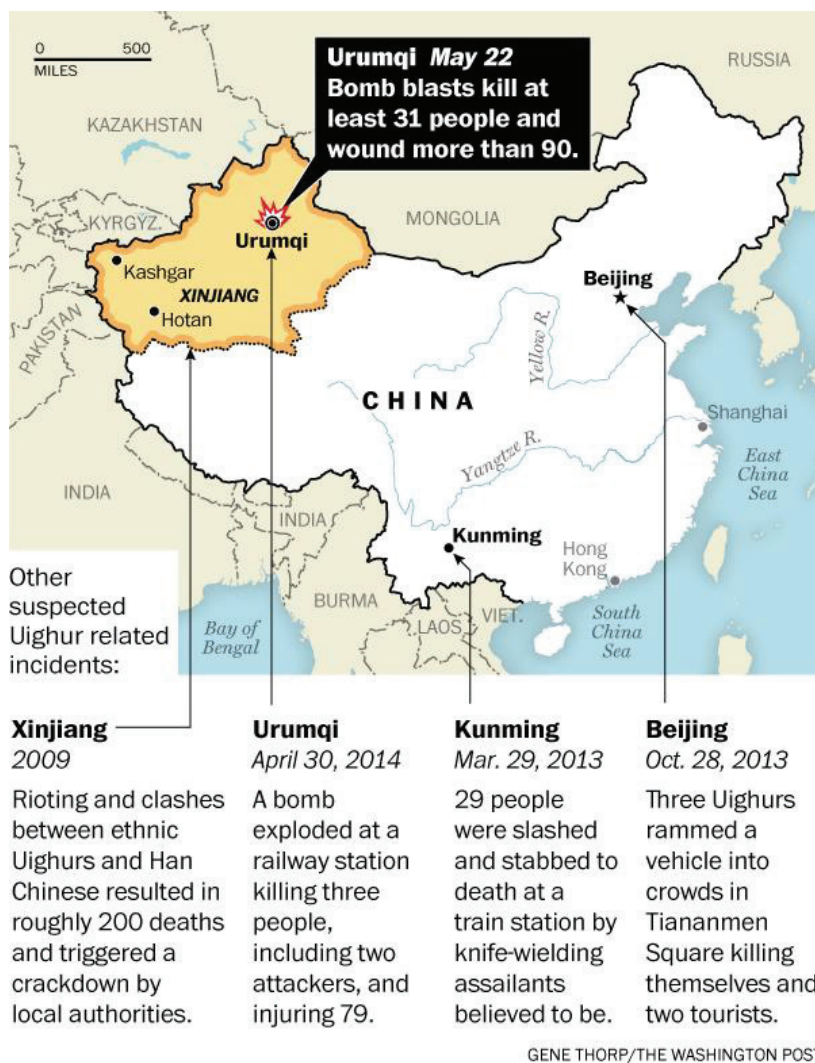 0 500
MILES
Urumqi May 22
Bomb blasts kill at
least 31 people and
wound more than 90.
RUSSIA
KAZAKHSTAN
MONGOLIA
KYRGYZ.
Urumqi
Kashgar
XINJIANG
Hotan
Beijing
PAKISTAN
Yellow R.
CHINA
Shanghai
Yangtze R.
East
China
Sea
INDIA
INDIA
Kunming
Hong
Kong
BURMA
VIET.
LAOS
South
China
Sea
Bay of
Bengal
Other
suspected
Uighur related
incidents:
Xinjiang
2009
Rioting and clashes
between ethnic
Uighurs and Han
Chinese resulted in
roughly 200 deaths
and triggered a
crackdown by
local authorities.
Urumqi
April 30, 2014
A bomb
exploded at a
railway station
killing three
people,
including two
attackers, and
injuring 79.
Kunming
Mar. 29, 2013
29 people
were slashed
and stabbed to
death at a
train station by
knife-wielding
assailants
believed to be.
Beijing
Oct. 28, 2013
Three Uighurs
rammed a
vehicle into
crowds in
Tiananmen
Square killing
themselves and
two tourists.
GENE THORP/THE WASHINGTON POST